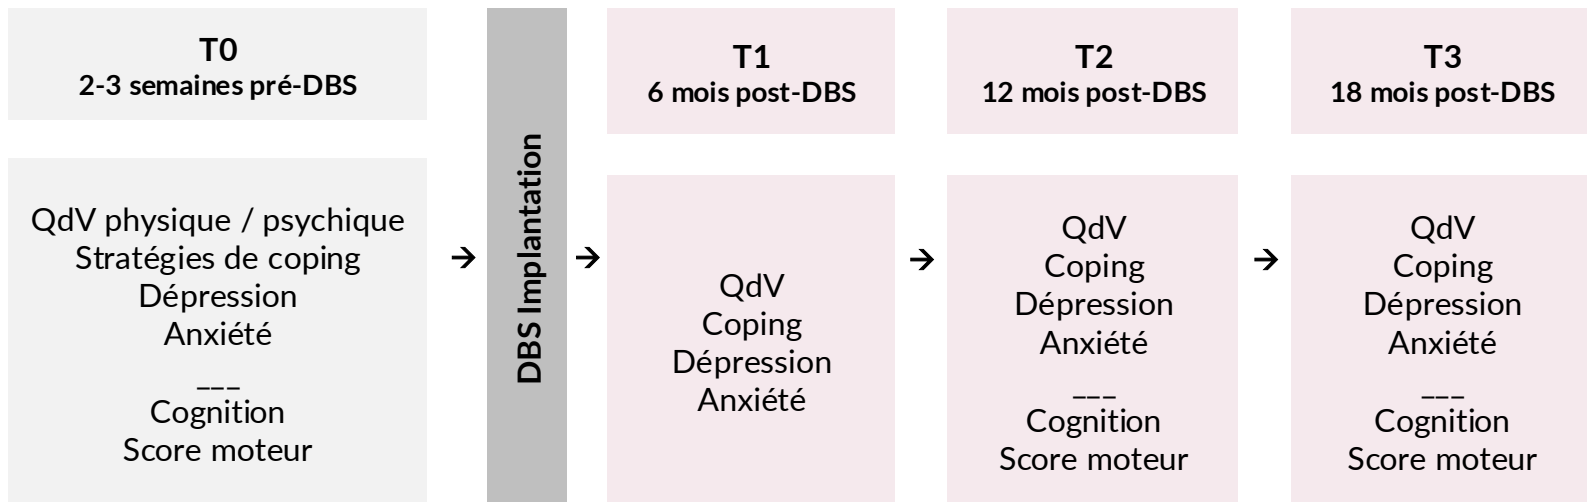 T0
2-3 semaines pré-DBS
QdV physique / psychique
Stratégies de coping
Dépression
Anxiété
___
Cognition
Score moteur
DBS Implantation
T1
6 mois post-DBS
QdV
Coping
Dépression
Anxiété
T2
12 mois post-DBS
QdV
Coping
Dépression
Anxiété
___
Cognition
Score moteur
T3
18 mois post-DBS
QdV
Coping
Dépression
Anxiété
___
Cognition
Score moteur